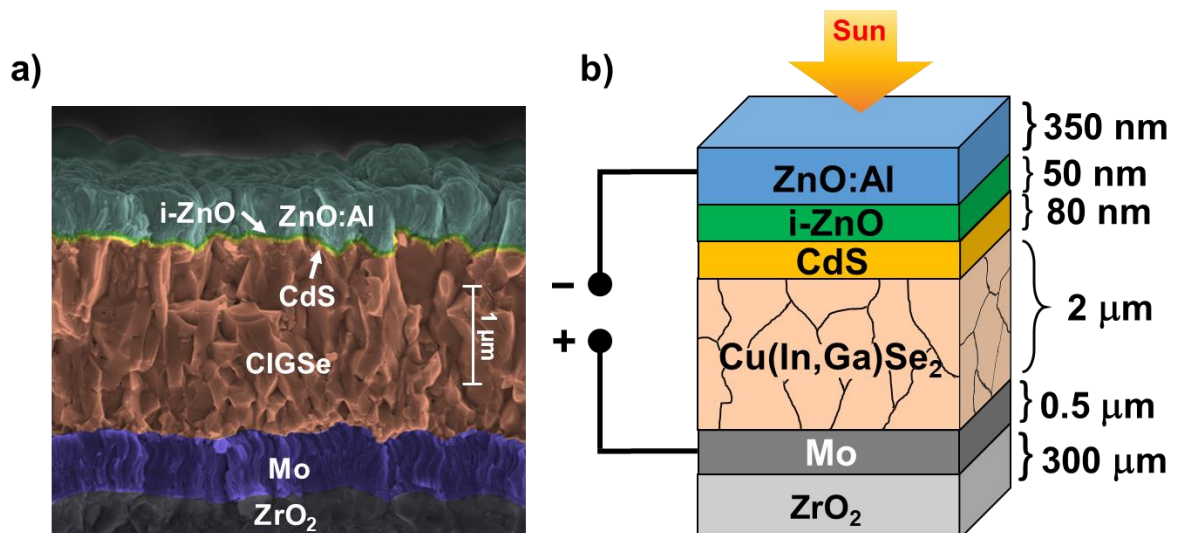 a)
i-ZnO
ZnO:Al
CdS
1 μm
CIGSe
Mo
ZrO₂
b)
Sun
ZnO:Al
i-ZnO
CdS
Cu(In,Ga)Se₂
Mo
ZrO₂
−
+
350 nm
50 nm
80 nm
2 μm
0.5 μm
300 μm